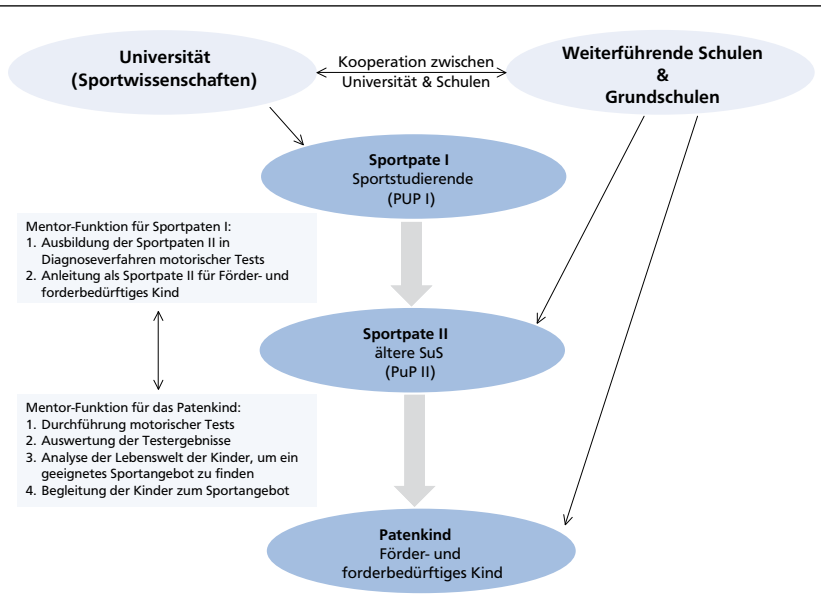 Universität
(Sportwissenschaften)
Kooperation zwischen
Universität & Schulen
Weiterführende Schulen
&
Grundschulen
Sportpate I
Sportstudierende
(PUP I)
Mentor-Funktion für Sportpaten I:
1. Ausbildung der Sportpaten II in
Diagnoseverfahren motorischer Tests
2. Anleitung als Sportpate II für Förder- und
forderbedürftiges Kind
Sportpate II
ältere SuS
(PuP II)
Mentor-Funktion für das Patenkind:
1. Durchführung motorischer Tests
2. Auswertung der Testergebnisse
3. Analyse der Lebenswelt der Kinder, um ein
geeignetes Sportangebot zu finden
4. Begleitung der Kinder zum Sportangebot
Patenkind
Förder- und
forderbedürftiges Kind